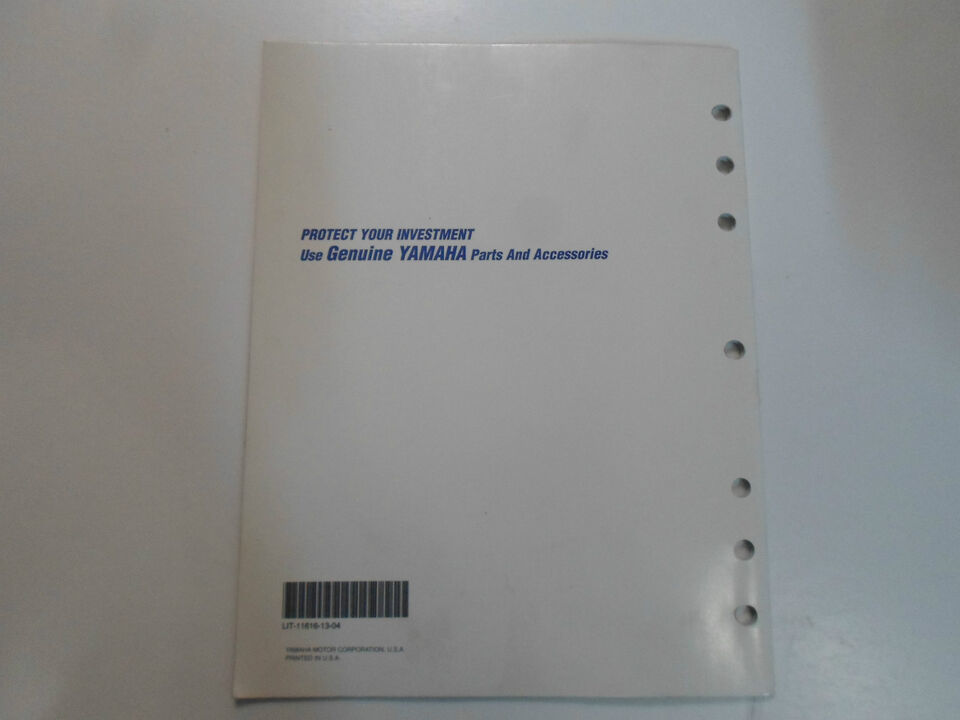 PROTECT YOUR INVESTMENT
Use Genuine YAMAHA Parts And Accessories
LIT-11616-13-04
YAMAHA MOTOR CORPORATION, U.S.A.
PRINTED IN U.S.A.